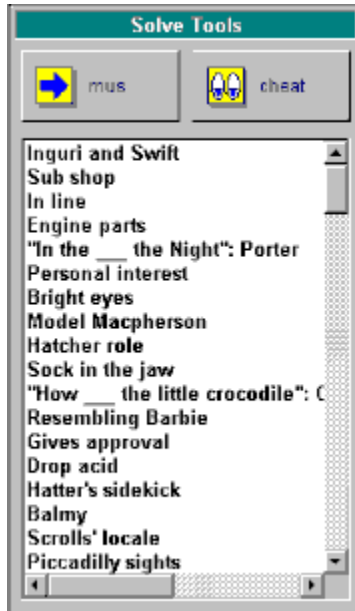 Solve Tools
mus
cheat
Inguri and Swift
Sub shop
In line
Engine parts
"In the ___ the Night": Porter
Personal interest
Bright eyes
Model Macpherson
Hatcher role
Sock in the jaw
"How ___ the little crocodile": C
Resembling Barbie
Gives approval
Drop acid
Hatter's sidekick
Balmy
Scrolls' locale
Piccadilly sights